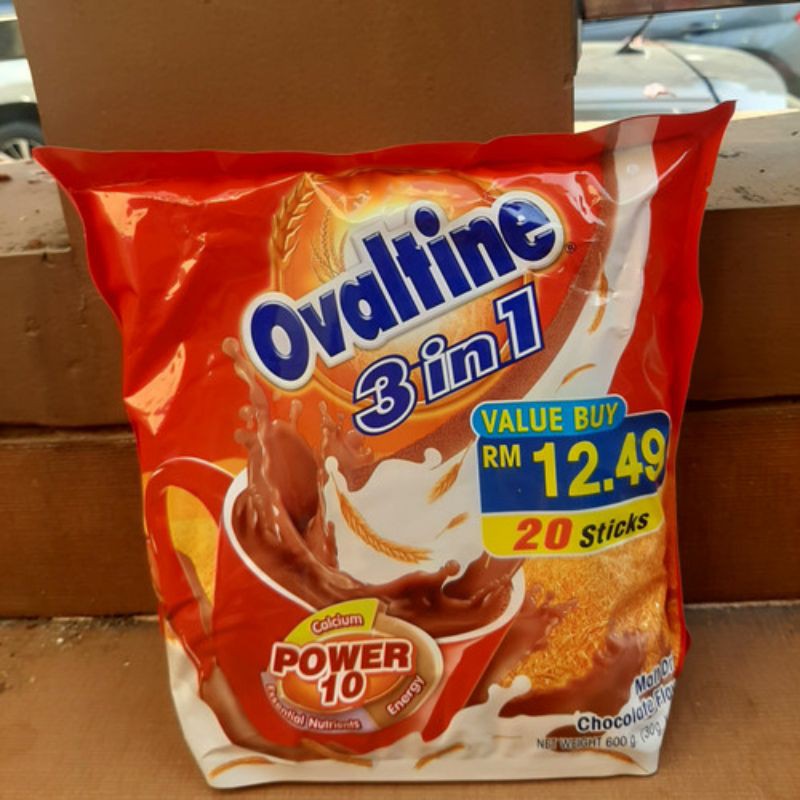 Ovaltine®
3 in 1
VALUE BUY
RM 12.49
20 Sticks
Calcium
POWER
10
Essential Nutrients
Energy
Chocolate
NET WEIGHT 600 g (30g